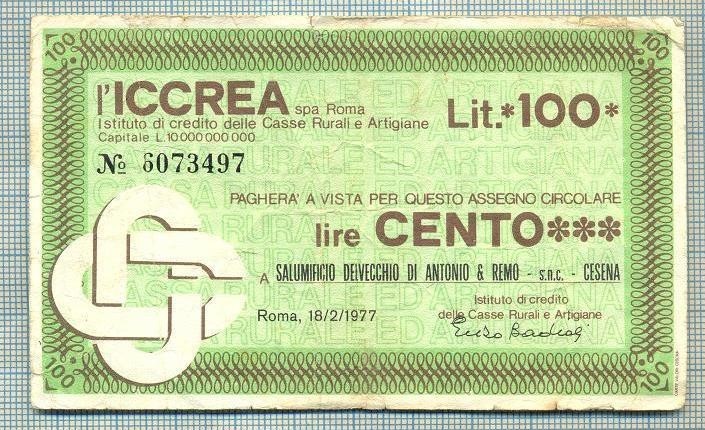 100 100
l'ICCREA spa Roma Lit.*100*
Istituto di credito delle Casse Rurali e Artigiane
Capitale L.10 000 000 000
No 6073497
PAGHERA' A VISTA PER QUESTO ASSEGNO CIRCOLARE
lire CENTO***
A SALUMIFICIO DELVECCHIO DI ANTONIO & REMO - s.n.c. - CESENA
Roma, 18/2/1977
Istituto di credito
delle Casse Rurali e Artigiane
100 100